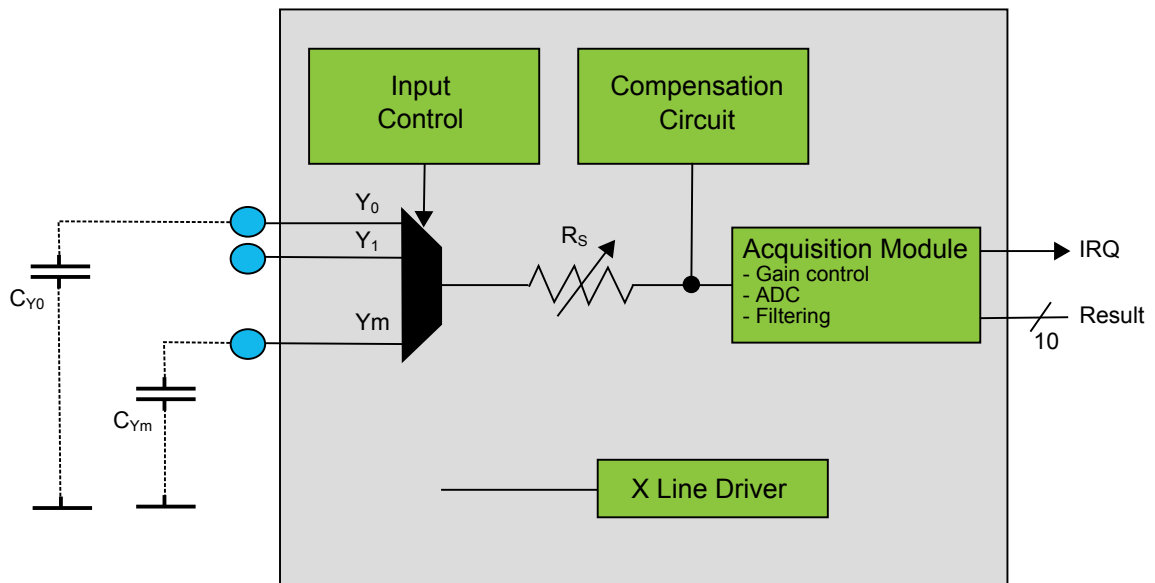 Input
Control
Compensation
Circuit
Y0
Y1
Ym
RS
Acquisition Module
- Gain control
- ADC
- Filtering
IRQ
Result
10
CY0
CYm
X Line Driver